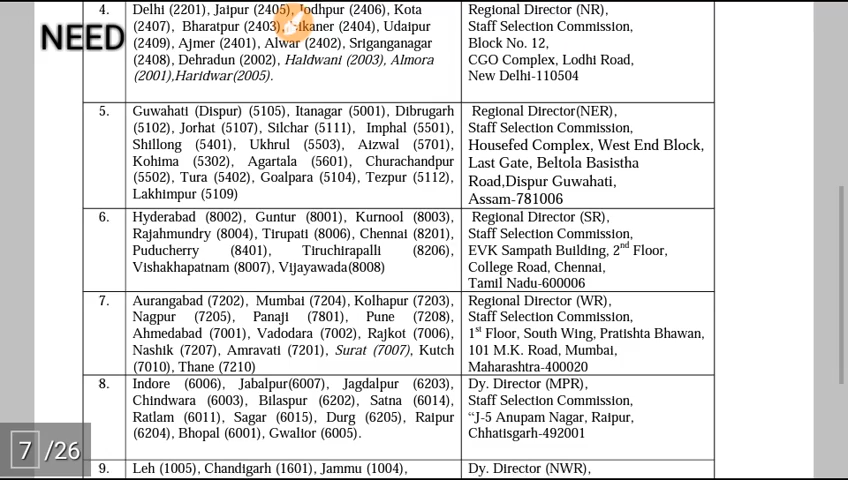 4. Delhi (2201), Jaipur (2405), Jodhpur (2406), Kota
(2407), Bharatpur (2403), (2404), Udaipur
(2409), Ajmer (2401), Alwar (2402), Sriganganagar
(2408), Dehradun (2002), Haldwani (2003), Almora
(2001),Haridwar(2005).
Regional Director (NR),
Staff Selection Commission,
Block No. 12,
CGO Complex, Lodhi Road,
New Delhi-110504
NEED
5. Guwahati (Dispur) (5105), Itanagar (5001), Dibrugarh
(5102), Jorhat (5107), Silchar (5111), Imphal (5501),
Shillong (5401), Ukhrul (5503), Aizwal (5701),
Kohima (5302), Agartala (5601), Churachandpur
(5502), Tura (5402), Goalpara (5104), Tezpur (5112),
Lakhimpur (5109)
Regional Director(NER),
Staff Selection Commission,
Housefed Complex, West End Block,
Last Gate, Beltola Basistha
Road,Dispur Guwahati,
Assam-781006
6. Hyderabad (8002), Guntur (8001), Kurnool (8003),
Rajahmundry (8004), Tirupati (8006), Chennai (8201),
Puducherry (8401), Tiruchirapalli (8206),
Vishakhapatnam (8007), Vijayawada(8008)
Regional Director (SR),
Staff Selection Commission,
EVK Sampath Building, 2nd Floor,
College Road, Chennai,
Tamil Nadu-600006
7. Aurangabad (7202), Mumbai (7204), Kolhapur (7203),
Nagpur (7205), Panaji (7801), Pune (7208),
Ahmedabad (7001), Vadodara (7002), Rajkot (7006),
Nashik (7207), Amravati (7201), Surat (7007), Kutch
(7010), Thane (7210)
Regional Director (WR),
Staff Selection Commission,
1st Floor, South Wing, Pratishta Bhawan,
101 M.K. Road, Mumbai,
Maharashtra-400020
8. Indore (6006), Jabalpur(6007), Jagdalpur (6203),
Chindwara (6003), Bilaspur (6202), Satna (6014),
Ratlam (6011), Sagar (6015), Durg (6205), Raipur
(6204), Bhopal (6001), Gwalior (6005).
Dy. Director (MPR),
Staff Selection Commission,
“J-5 Anupam Nagar, Raipur,
Chhatisgarh-492001
7 /26
9. Leh (1005), Chandigarh (1601), Jammu (1004),
Dy. Director (NWR),